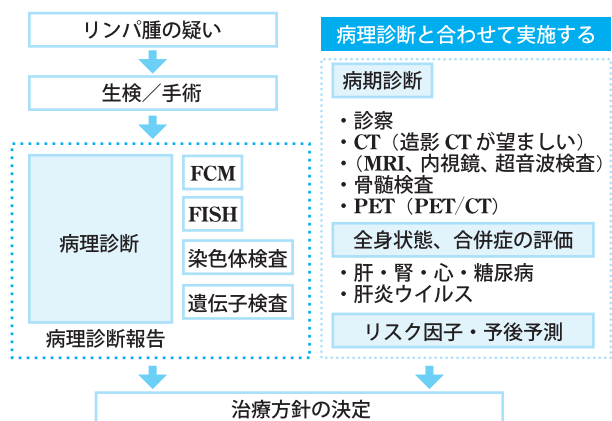 リンパ腫の疑い
生検／手術
病理診断
FCM
FISH
染色体検査
遺伝子検査
病理診断報告
病理診断と合わせて実施する
病期診断
・診察
・CT（造影 CT が望ましい）
・（MRI、内視鏡、超音波検査）
・骨髄検査
・PET（PET/CT）
全身状態、合併症の評価
・肝・腎・心・糖尿病
・肝炎ウイルス
リスク因子・予後予測
治療方針の決定